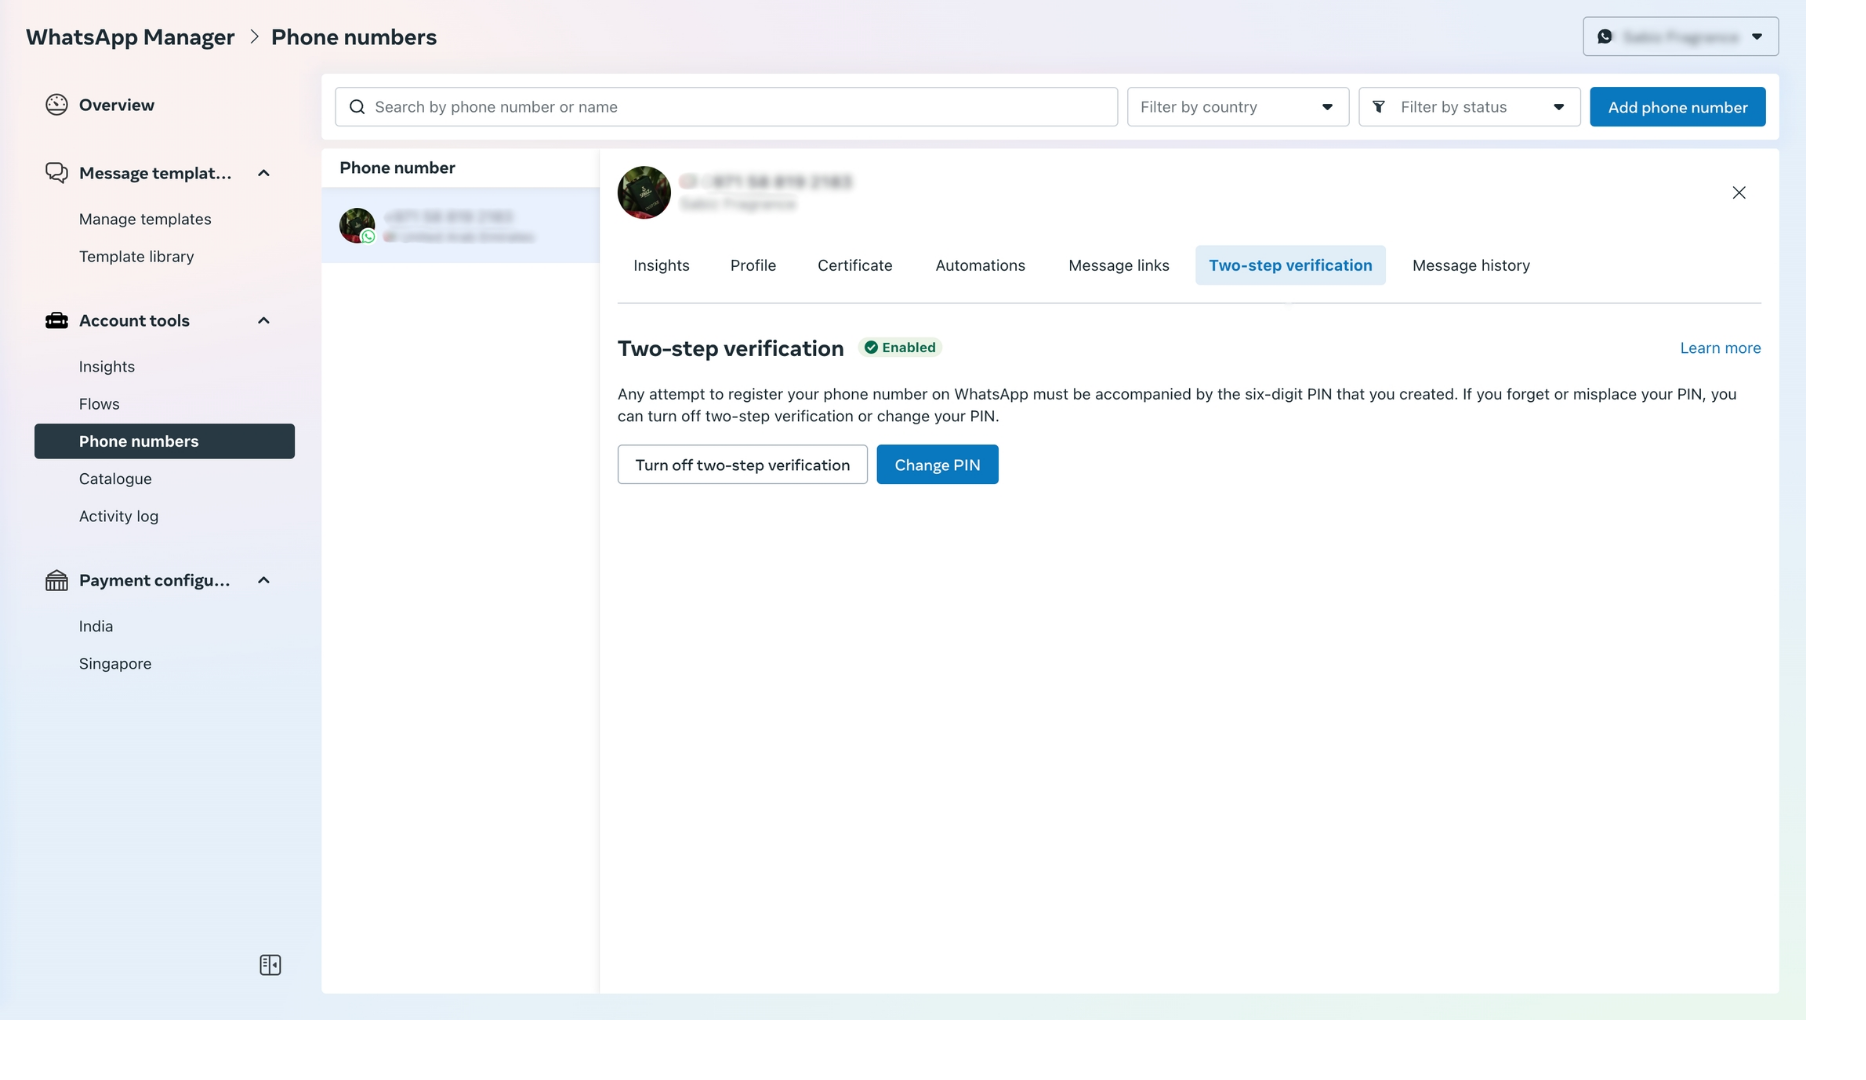 WhatsApp Manager > Phone numbers
Overview
Message templat...
Manage templates
Template library
Account tools
Insights
Flows
Phone numbers
Catalogue
Activity log
Payment configu...
India
Singapore
Search by phone number or name
Filter by country
Filter by status
Add phone number
Phone number
Insights
Profile
Certificate
Automations
Message links
Two-step verification
Message history
Two-step verification
Enabled
Learn more
Any attempt to register your phone number on WhatsApp must be accompanied by the six-digit PIN that you created. If you forget or misplace your PIN, you
can turn off two-step verification or change your PIN.
Turn off two-step verification
Change PIN